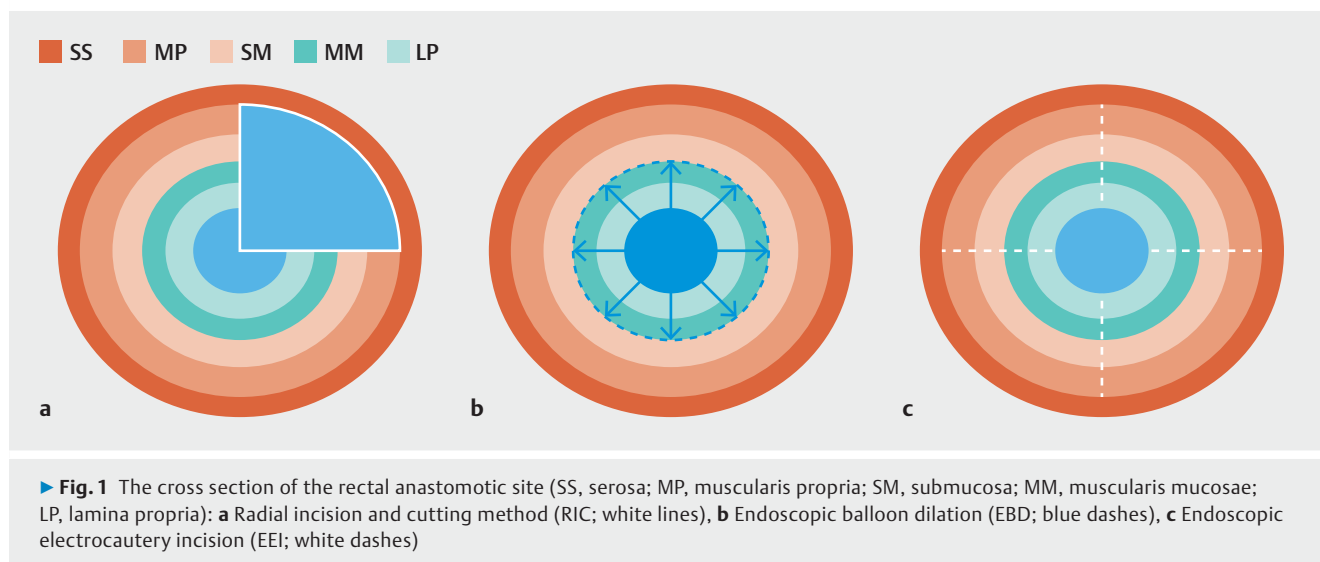 SS MP SM MM LP
a b c
▶ Fig. 1 The cross section of the rectal anastomotic site (SS, serosa; MP, muscularis propria; SM, submucosa; MM, muscularis mucosae;
LP, lamina propria): a Radial incision and cutting method (RIC; white lines), b Endoscopic balloon dilation (EBD; blue dashes), c Endoscopic
electrocautery incision (EEI; white dashes)